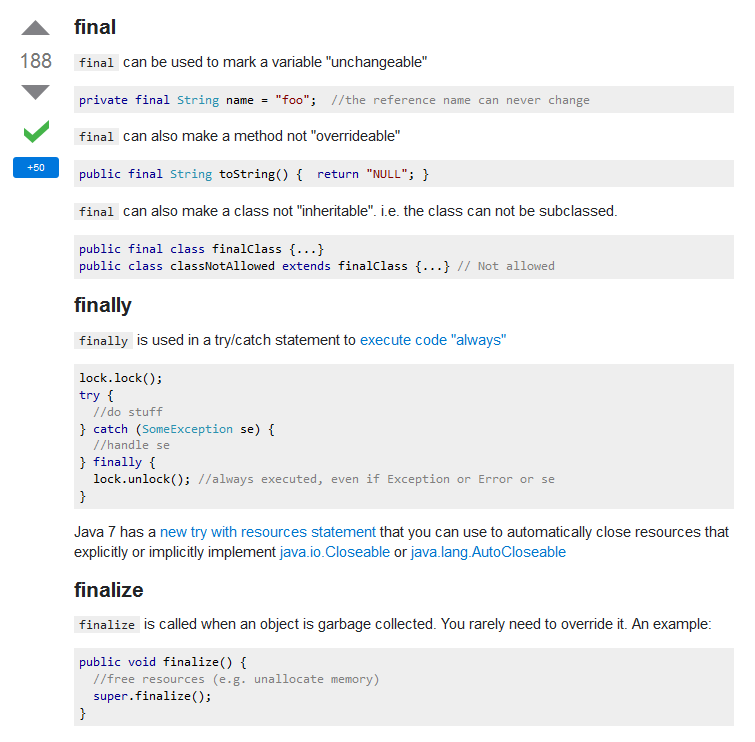 final
188
final can be used to mark a variable "unchangeable"
private final String name = "foo";  //the reference name can never change
final can also make a method not "overrideable"
+50
public final String toString() {  return "NULL"; }
final can also make a class not "inheritable". i.e. the class can not be subclassed.
public final class finalClass {...}
public class classNotAllowed extends finalClass {...} // Not allowed
finally
finally is used in a try/catch statement to execute code "always"
lock.lock();
try {
  //do stuff
} catch (SomeException se) {
  //handle se
} finally {
  lock.unlock(); //always executed, even if Exception or Error or se
}
Java 7 has a new try with resources statement that you can use to automatically close resources that
explicitly or implicitly implement java.io.Closeable or java.lang.AutoCloseable
finalize
finalize is called when an object is garbage collected. You rarely need to override it. An example:
public void finalize() {
  //free resources (e.g. unallocate memory)
  super.finalize();
}